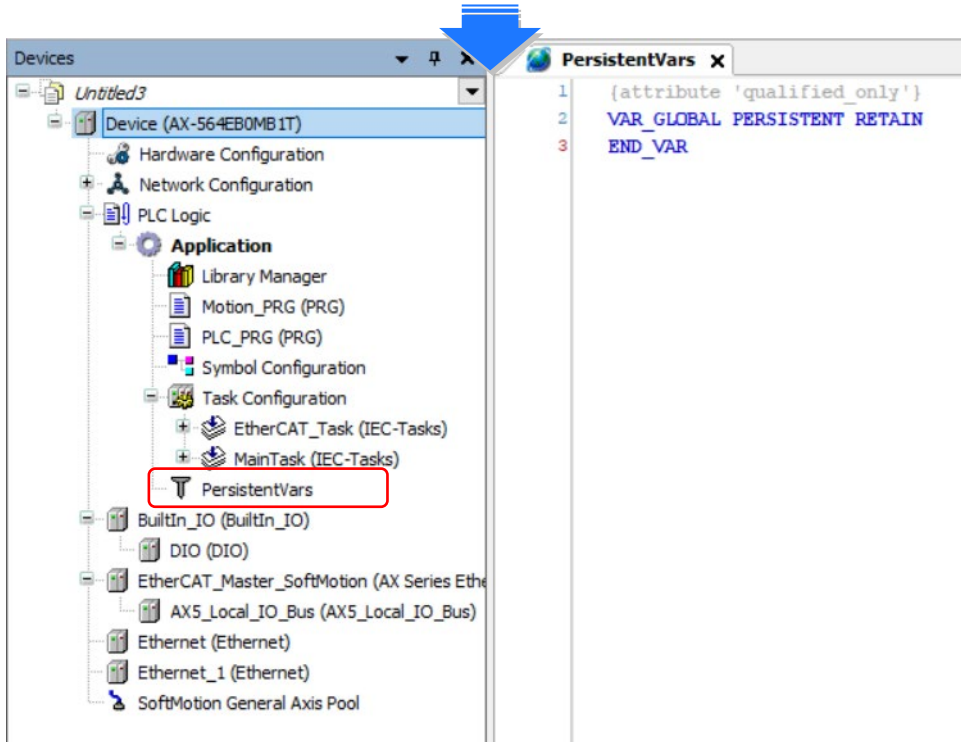 Devices
Untitled3
Device (AX-564EB0MB1T)
Hardware Configuration
Network Configuration
PLC Logic
Application
Library Manager
Motion_PRG (PRG)
PLC_PRG (PRG)
Symbol Configuration
Task Configuration
EtherCAT_Task (IEC-Tasks)
MainTask (IEC-Tasks)
PersistentVars
BuiltIn_IO (BuiltIn_IO)
DIO (DIO)
EtherCAT_Master_SoftMotion (AX Series Ethe
AX5_Local_IO_Bus (AX5_Local_IO_Bus)
Ethernet (Ethernet)
Ethernet_1 (Ethernet)
SoftMotion General Axis Pool
PersistentVars x
1 {attribute 'qualified_only'}
2 VAR_GLOBAL PERSISTENT RETAIN
3 END_VAR